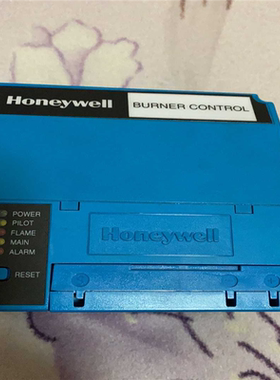 Honeywell
BURNER CONTROL
POWER
PILOT
FLAME
MAIN
ALARM
RESET
Honeywell